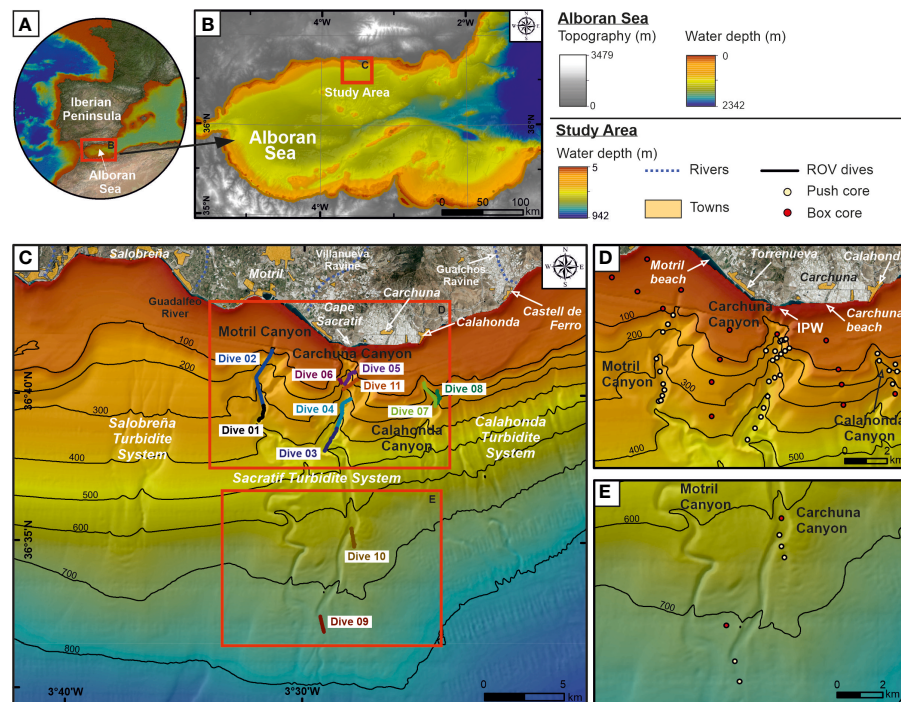 A
Iberian
Peninsula
B
Alboran
Sea
B
4°W
2°W
N
W
E
S
C
Study Area
36°N
36°N
Alboran
Sea
35°N
4°W
0
50
100
km
Alboran Sea
Topography (m)
3479
0
Water depth (m)
0
2342
Study Area
Water depth (m)
5
942
Rivers
Towns
ROV dives
Push core
Box core
C
Salobreña
Motril
Villanueva
Ravine
Gualchos
Ravine
N
W
E
S
Guadalfeo
River
Cape
Sacratif
Carchuna
D
Calahonda
Castell de
Ferro
Motril Canyon
Carchuna Canyon
100
200
300
400
500
600
700
800
Dive 02
Dive 06
Dive 05
Dive 11
Dive 08
Dive 07
Dive 04
Dive 01
Dive 03
Calahonda
Canyon
Salobreña
Turbidite
System
Calahonda
Turbidite
System
Sacratif Turbidite System
E
Dive 10
Dive 09
36°40'N
36°35'N
3°40'W
3°30'W
0
5
km
D
Motril
beach
Torrenueva
Carchuna
Calahonda
Carchuna
Canyon
IPW
Carchuna
beach
100
200
300
400
500
Motril
Canyon
Calahonda
Canyon
0
2
km
E
Motril
Canyon
Carchuna
Canyon
600
700
0
2
km